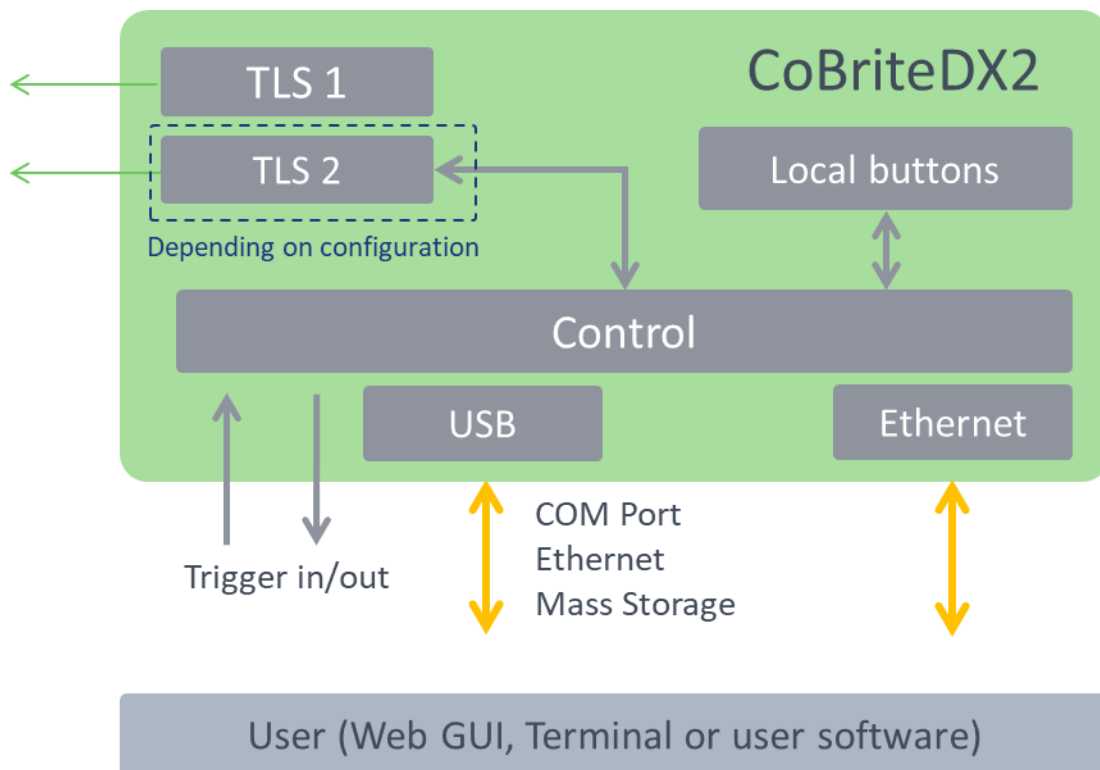 TLS 1
CoBriteDX2
TLS 2
Local buttons
Depending on configuration
Control
USB
Ethernet
COM Port
Ethernet
Mass Storage
Trigger in/out
User (Web GUI, Terminal or user software)